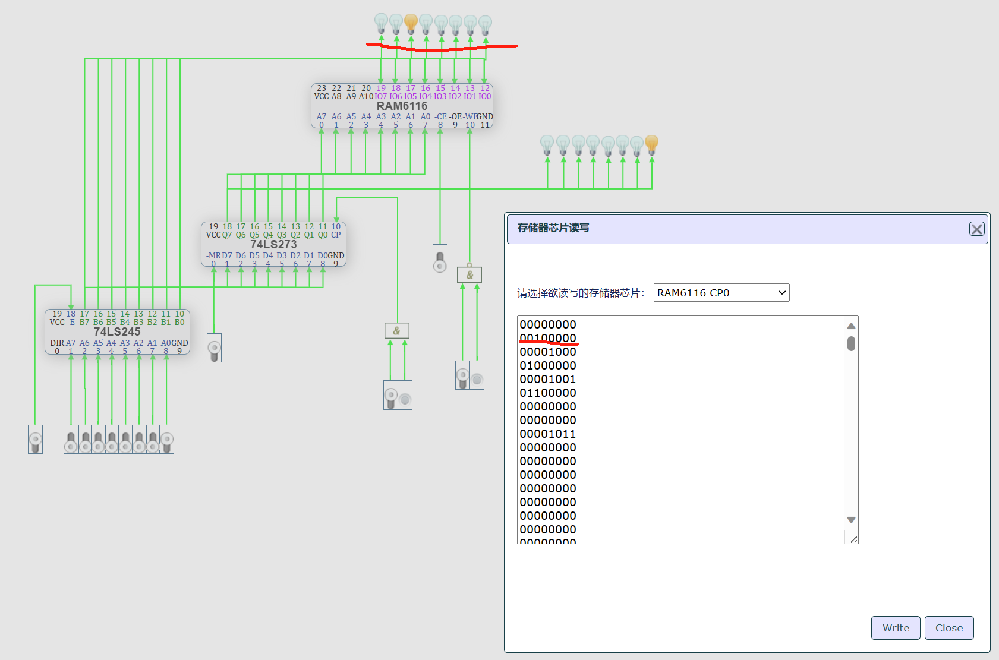 23 22 21 20 19 18 17 16 15 14 13 12
VCC A8 A9 A10 IO7 IO6 IO5 IO4 IO3 IO2 IO1 IO0
RAM6116
A7 A6 A5 A4 A3 A2 A1 A0 -CE -OE -WE GND
0 1 2 3 4 5 6 7 8 9 10 11
19 18 17 16 15 14 13 12 11 10
VCC Q7 Q6 Q5 Q4 Q3 Q2 Q1 Q0 CP
74LS273
-MR D7 D6 D5 D4 D3 D2 D1 D0 GND
0 1 2 3 4 5 6 7 8 9
&
&
19 18 17 16 15 14 13 12 11 10
VCC -E B7 B6 B5 B4 B3 B2 B1 B0
74LS245
DIR A7 A6 A5 A4 A3 A2 A1 A0 GND
0 1 2 3 4 5 6 7 8 9
存储器芯片读写
请选择欲读写的存储器芯片： RAM6116 CP0
00000000
00100000
00001000
01000000
00001001
01100000
00000000
00000000
00001011
00000000
00000000
00000000
00000000
00000000
00000000
00000000
00000000
Write Close